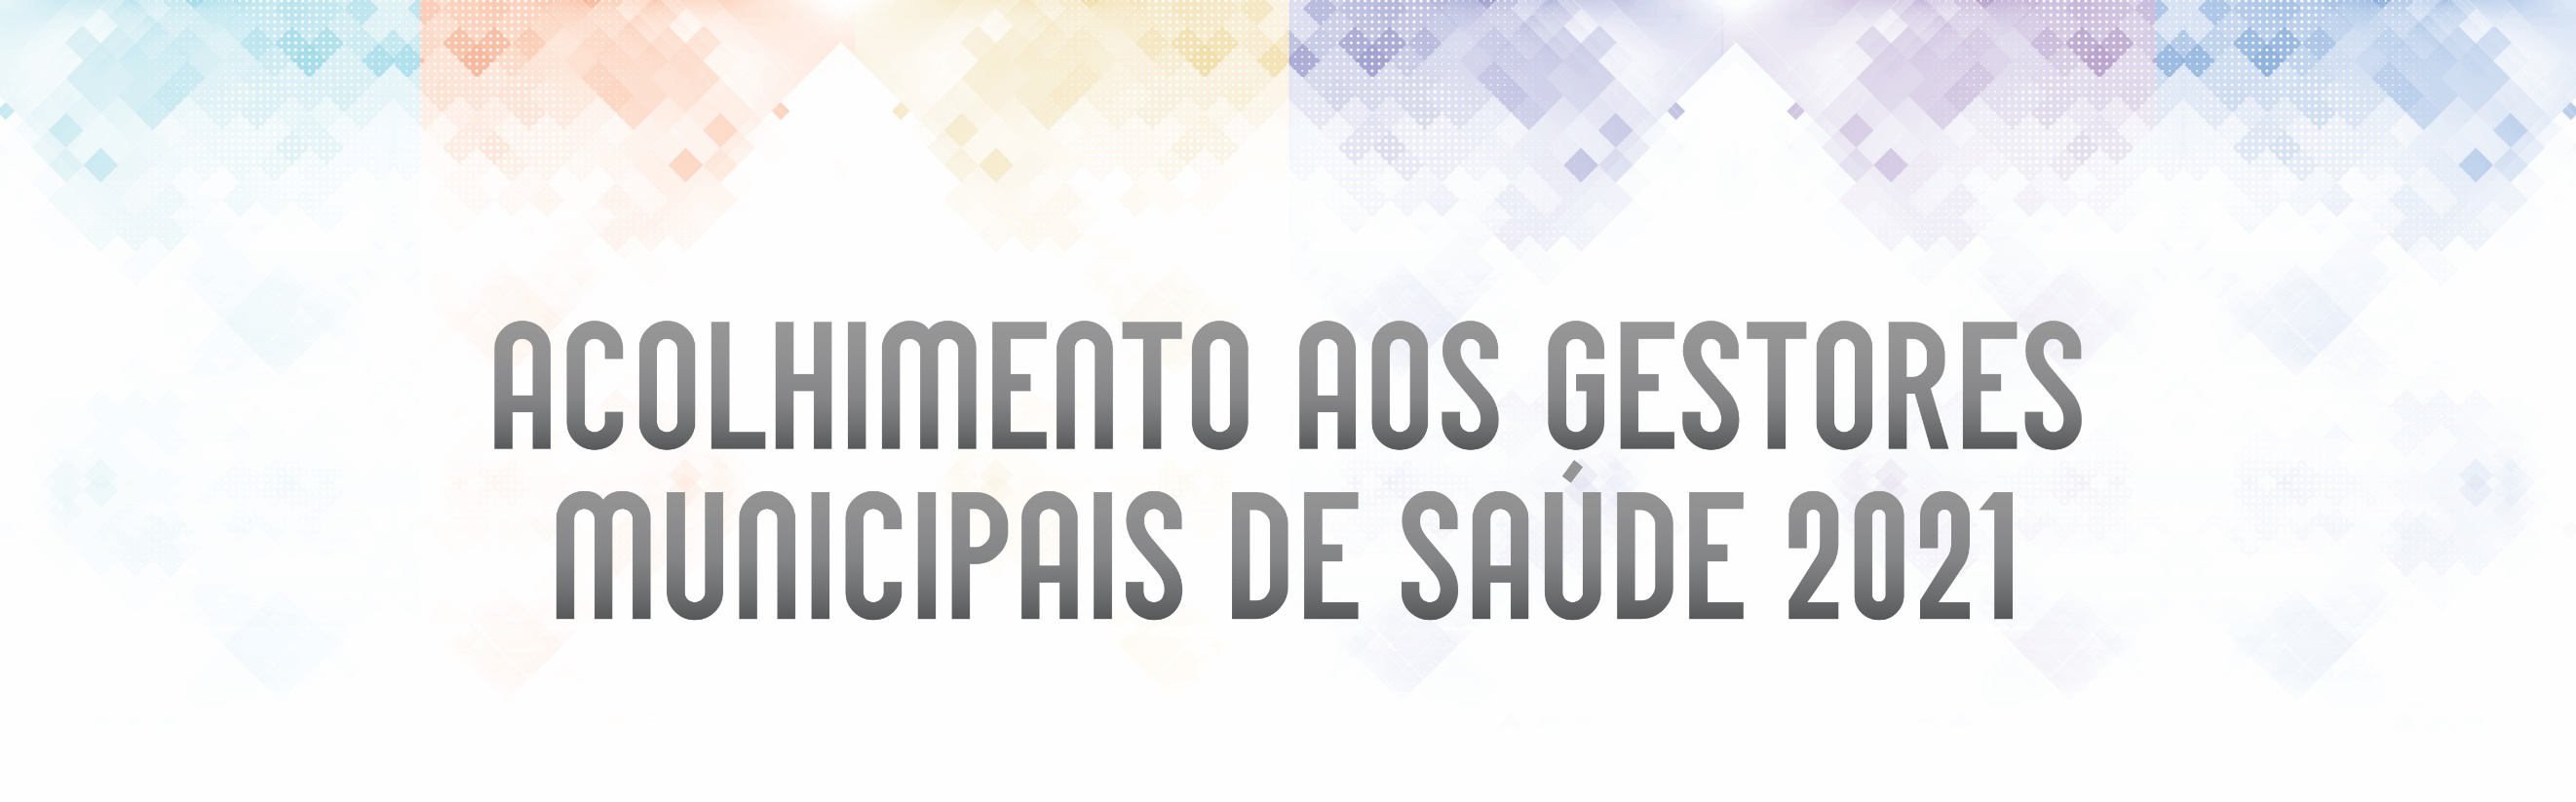 ACOLHIMENTO AOS GESTORES
MUNICIPAIS DE SAÚDE 2021